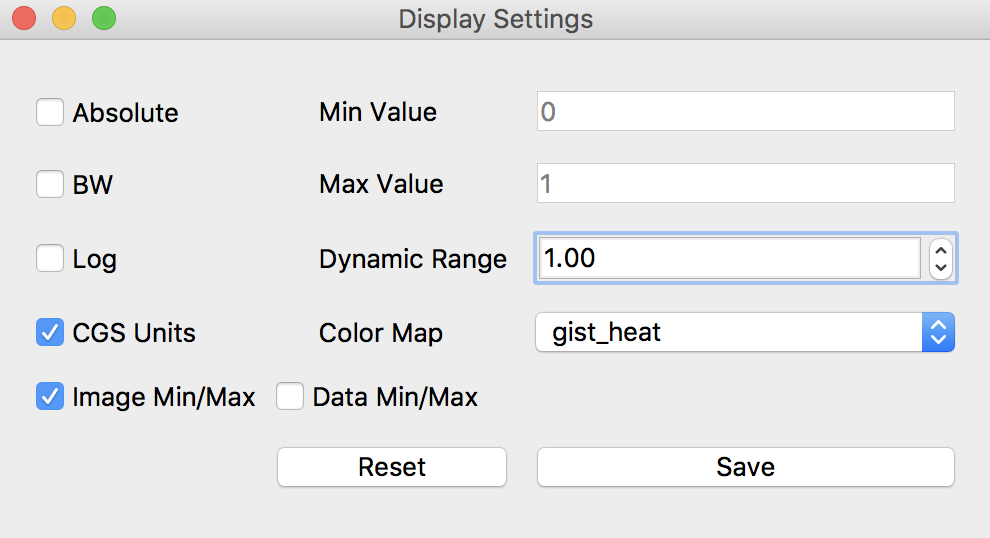 Display Settings
Absolute Min Value 0
BW Max Value 1
Log Dynamic Range 1.00
CGS Units Color Map gist_heat
Image Min/Max Data Min/Max
Reset Save